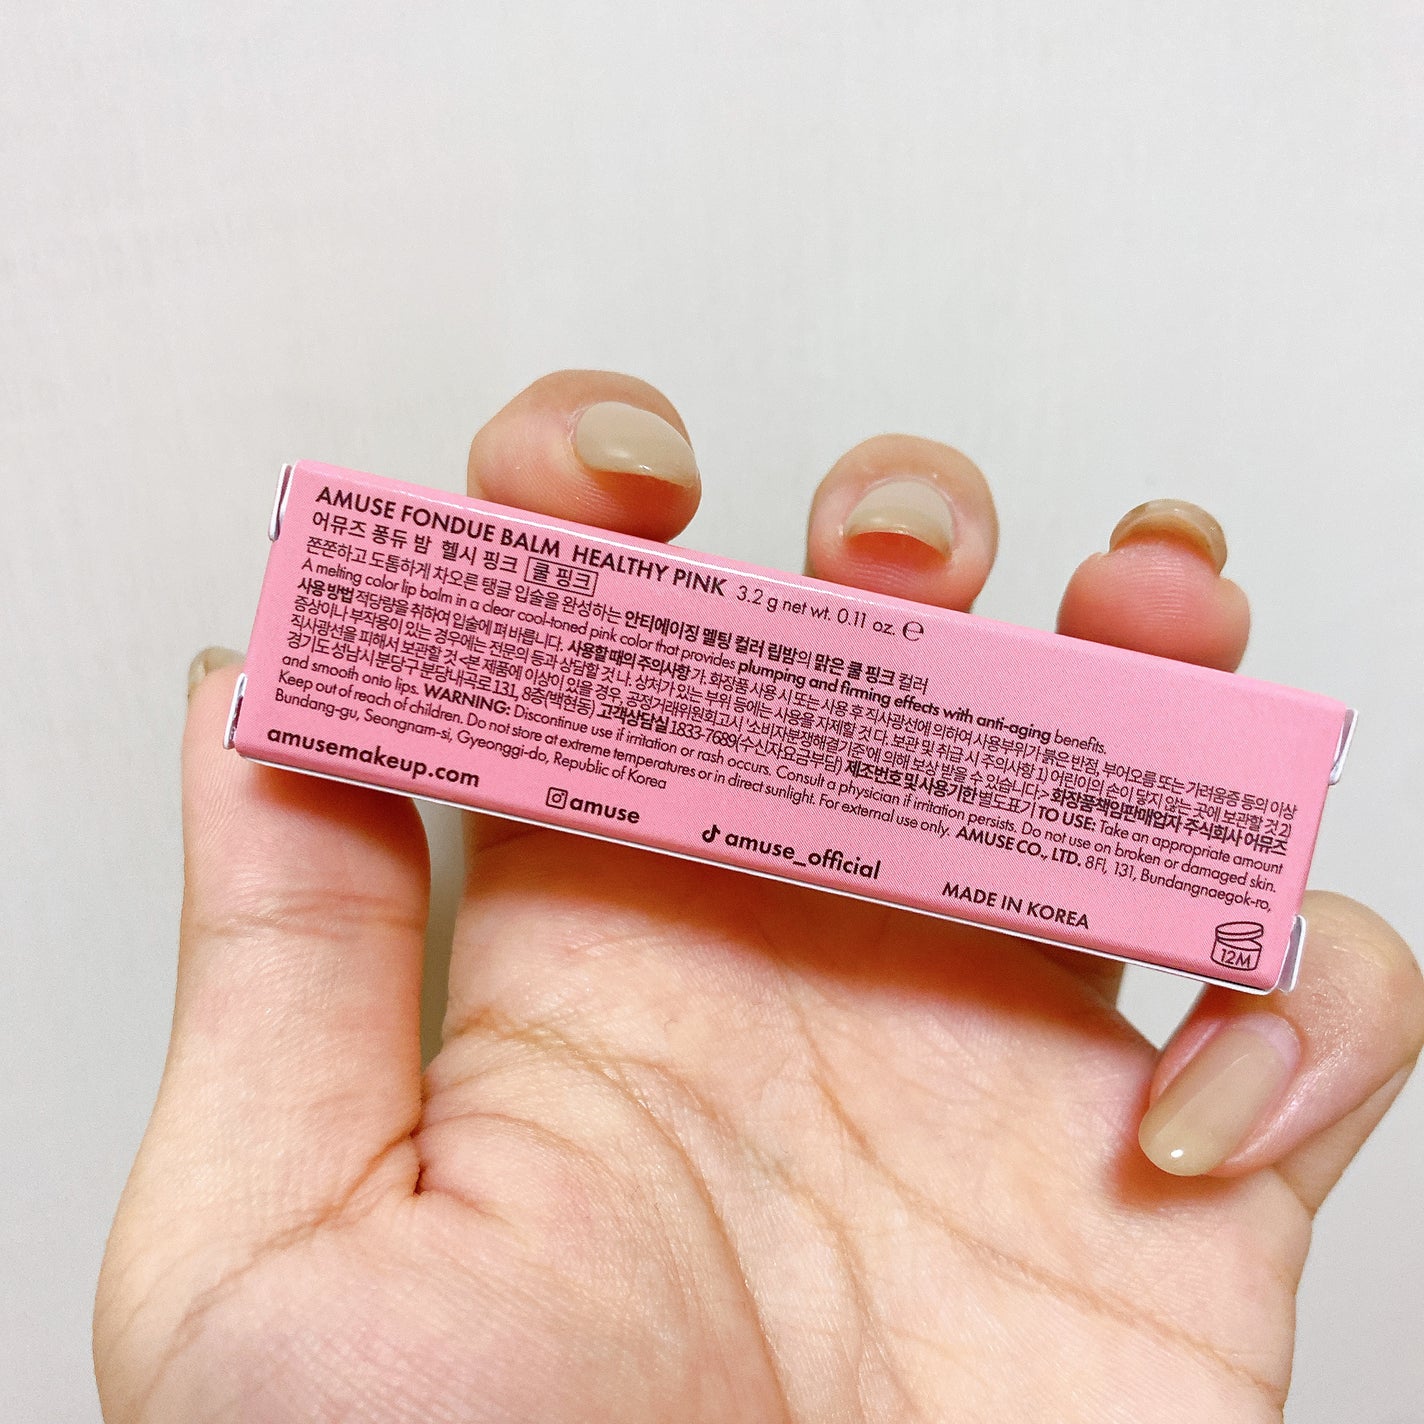 AMUSE FONDUE BALM HEALTHY PINK 3.2 g net wt. 0.11 oz. ℮
어뮤즈 퐁듀 밤 헬시 핑크 쿨 핑크
쫀쫀하고 도톰하게 차오른 탱글 입술을 완성하는 안티에이징 멜팅 컬러 립밤의 맑은 쿨 핑크 컬러
A melting color lip balm in a clear cool-toned pink color that provides plumping and firming effects with anti-aging benefits.
사용 방법 적당량을 취하여 입술에 펴 바릅니다. 사용할 때의 주의사항 가. 화장품 사용 시 또는 사용 후 직사광선에 의하여 사용부위가 붉은 반점, 부어오름 또는 가려움증 등의 이상
증상이나 부작용이 있는 경우에는 전문의 등과 상담할 것 나. 상처가 있는 부위 등에는 사용을 자제할 것 다. 보관 및 취급 시 주의사항 1) 어린이의 손이 닿지 않는 곳에 보관할 것 2)
직사광선을 피해서 보관할 것 <본 제품에 이상이 있을 경우, 공정거래위원회 고시 소비자분쟁해결기준에 의해 보상 받을 수 있습니다.> 화장품책임판매업자 주식회사 어뮤즈
경기도 성남시 분당구 분당내곡로 131, 8층(백현동) 고객상담실 1833-7689(수신자요금부담) 제조번호 및 사용기한 별도표기 TO USE: Take an appropriate amount
and smooth onto lips. WARNING: Discontinue use if irritation or rash occurs. Consult a physician if irritation persists. Do not use on broken or damaged skin.
Keep out of reach of children. Do not store at extreme temperatures or in direct sunlight. For external use only. AMUSE CO., LTD. 8Fl, 131, Bundangnaegok-ro,
Bundang-gu, Seongnam-si, Gyeonggi-do, Republic of Korea
amusemakeup.com amuse amuse_official MADE IN KOREA 12M